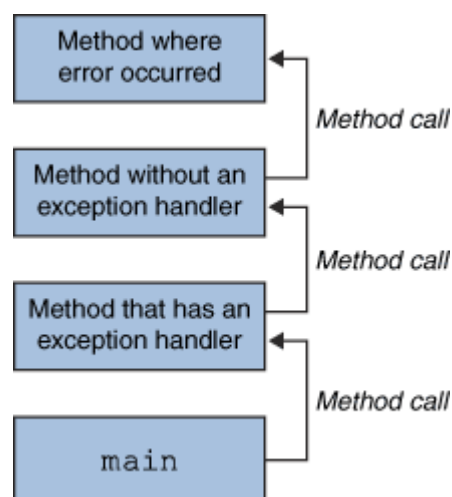 Method where
error occurred
Method call
Method without an
exception handler
Method call
Method that has an
exception handler
Method call
main